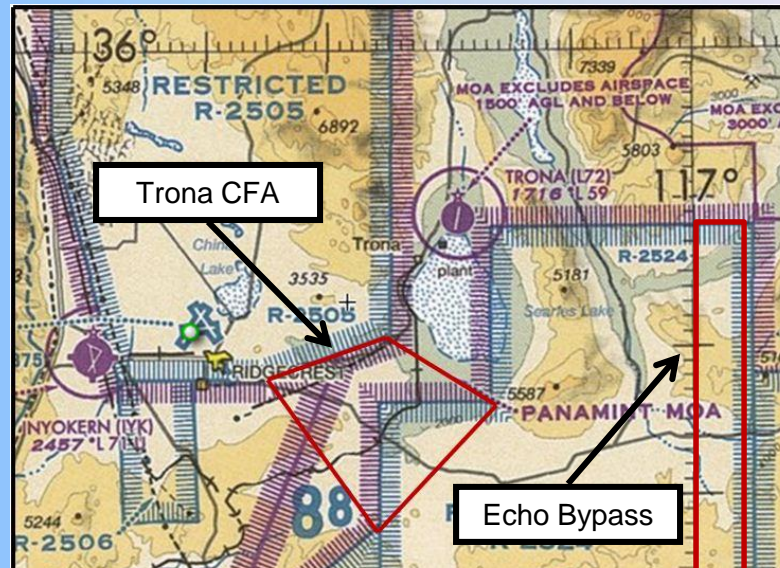 36°
5348
RESTRICTED
R-2505
6892
7339
MOA EXCLUDES AIRSPACE
1500' AGL AND BELOW
3000
MOA EXC
3000'
5803
TRONA (L72)
1716 *L 59
117°
Trona CFA
Trona
plant
China
Lake
3535
R-2505
R-2524
5181
Searles Lake
RIDGECREST
INYOKERN (IYK)
2457 *L 71
5587
PANAMINT MOA
2000
88
5244
R-2506
Echo Bypass